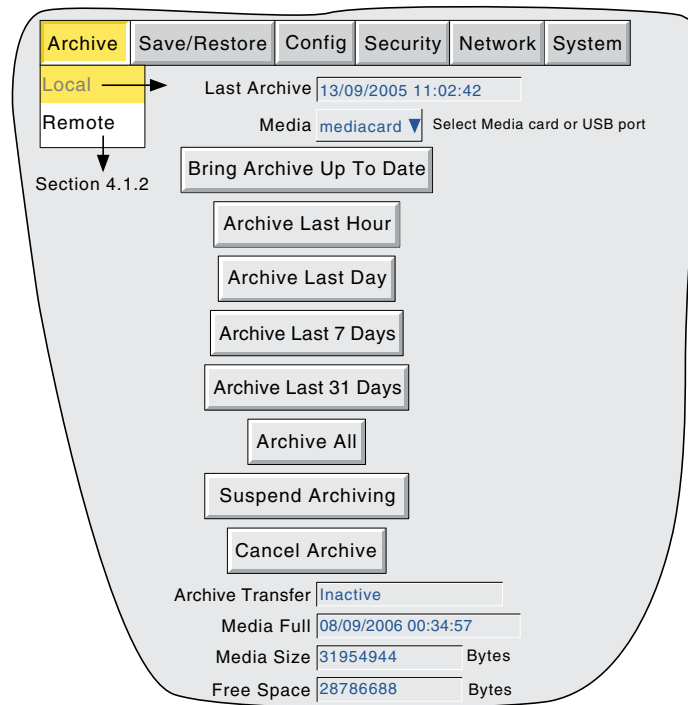 Archive Save/Restore Config Security Network System
Local
Last Archive 13/09/2005 11:02:42
Remote
Media mediacard Select Media card or USB port
Section 4.1.2
Bring Archive Up To Date
Archive Last Hour
Archive Last Day
Archive Last 7 Days
Archive Last 31 Days
Archive All
Suspend Archiving
Cancel Archive
Archive Transfer Inactive
Media Full 08/09/2006 00:34:57
Media Size 31954944 Bytes
Free Space 28786688 Bytes